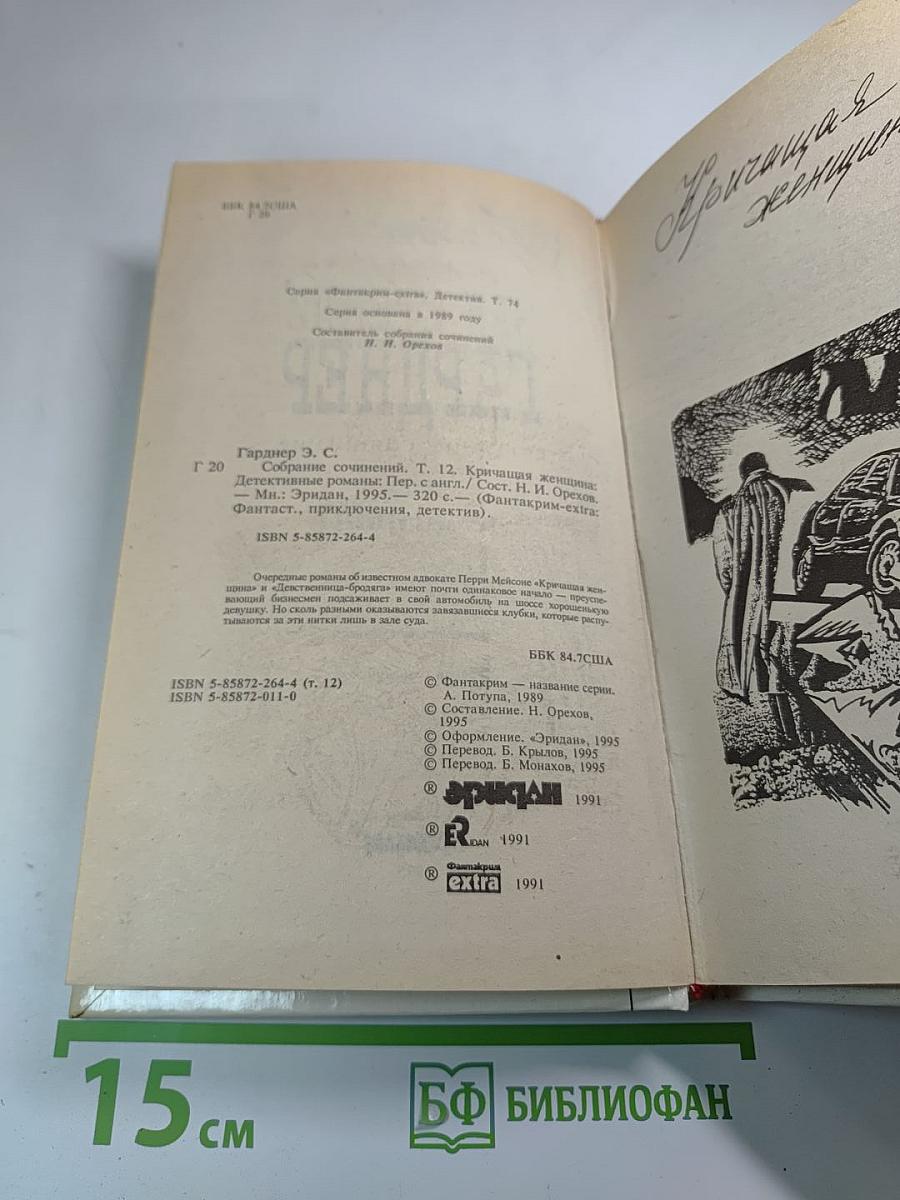 ББК 84.7США
Г 20
Серия «Фантакрим-extra». Детектив. Т. 74
Серия основана в 1989 году
Составитель собрания сочинений
Н. И. Орехов
Гарднер Э. С.
Г 20 Собрание сочинений. Т. 12. Кричащая женщина:
Детективные романы: Пер. с англ./ Сост. Н. И. Орехов.
— Мн.: Эридан, 1995.— 320 с.— (Фантакрим-extra:
Фантаст., приключения, детектив).
ISBN 5-85872-264-4
Очередные романы об известном адвокате Перри Мейсоне «Кричащая жен-
щина» и «Девственница-бродяга» имеют почти одинаковое начало — преуспе-
вающий бизнесмен подсаживает в свой автомобиль на шоссе хорошенькую
девушку. Но сколь разными оказываются завязавшиеся клубки, которые распу-
тываются за эти нитки лишь в зале суда.
ББК 84.7США
ISBN 5-85872-264-4 (т. 12)
ISBN 5-85872-011-0
© Фантакрим — название серии.
А. Потупа, 1989
© Составление. Н. Орехов,
1995
© Оформление. «Эридан», 1995
© Перевод. Б. Крылов, 1995
© Перевод. Б. Монахов, 1995
® эридан 1991
® ERIDAN 1991
® Фантакрим
extra 1991
Кричащая
женщин
15 см
БФ БИБЛИОФАН